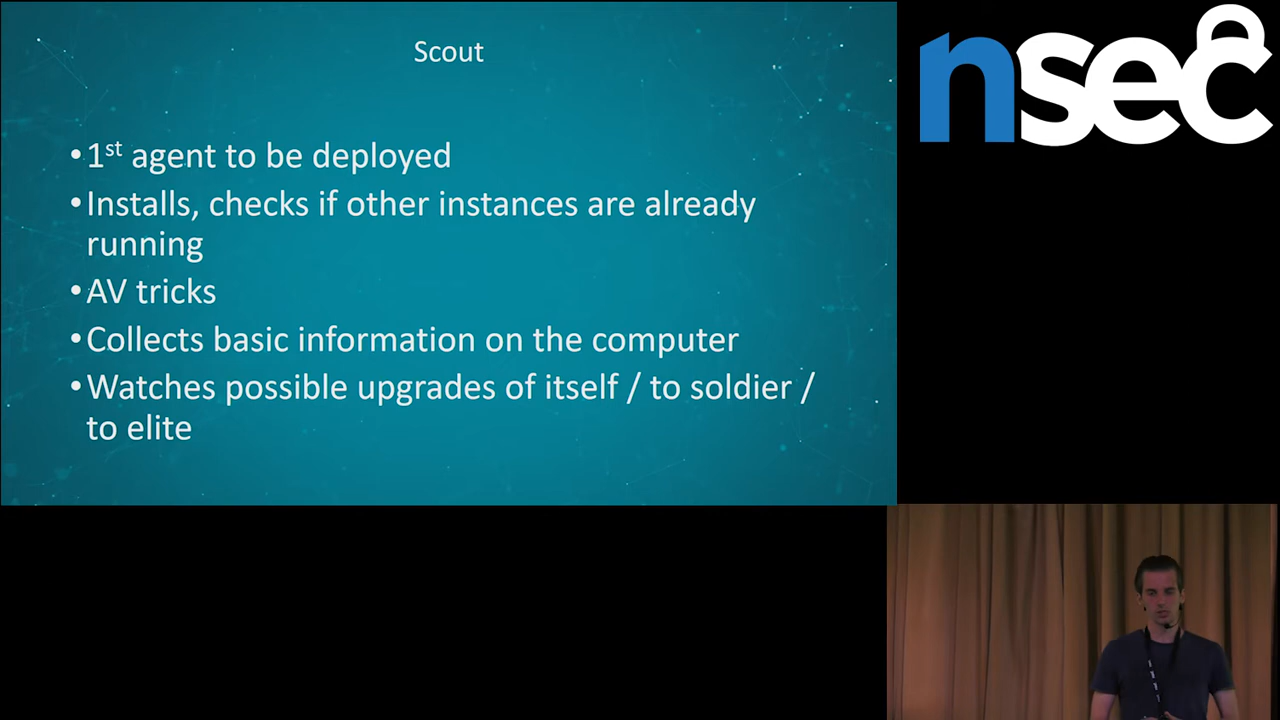 Scout
nsec
•1st agent to be deployed
•Installs, checks if other instances are already
running
•AV tricks
•Collects basic information on the computer
•Watches possible upgrades of itself / to soldier /
to elite